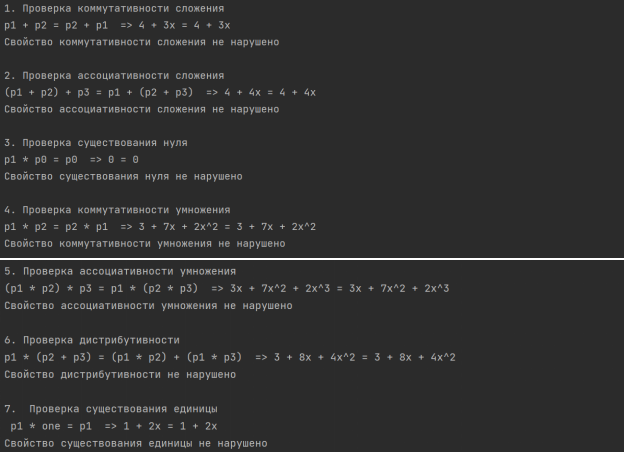 1. Проверка коммутативности сложения
p1 + p2 = p2 + p1  => 4 + 3x = 4 + 3x
Свойство коммутативности сложения не нарушено
2. Проверка ассоциативности сложения
(p1 + p2) + p3 = p1 + (p2 + p3)  => 4 + 4x = 4 + 4x
Свойство ассоциативности сложения не нарушено
3. Проверка существования нуля
p1 * p0 = p0  => 0 = 0
Свойство существования нуля не нарушено
4. Проверка коммутативности умножения
p1 * p2 = p2 * p1  => 3 + 7x + 2x^2 = 3 + 7x + 2x^2
Свойство коммутативности умножения не нарушено
5. Проверка ассоциативности умножения
(p1 * p2) * p3 = p1 * (p2 * p3)  => 3x + 7x^2 + 2x^3 = 3x + 7x^2 + 2x^3
Свойство ассоциативности умножения не нарушено
6. Проверка дистрибутивности
p1 * (p2 + p3) = (p1 * p2) + (p1 * p3)  => 3 + 8x + 4x^2 = 3 + 8x + 4x^2
Свойство дистрибутивности не нарушено
7.  Проверка существования единицы
p1 * one = p1  => 1 + 2x = 1 + 2x
Свойство существования единицы не нарушено